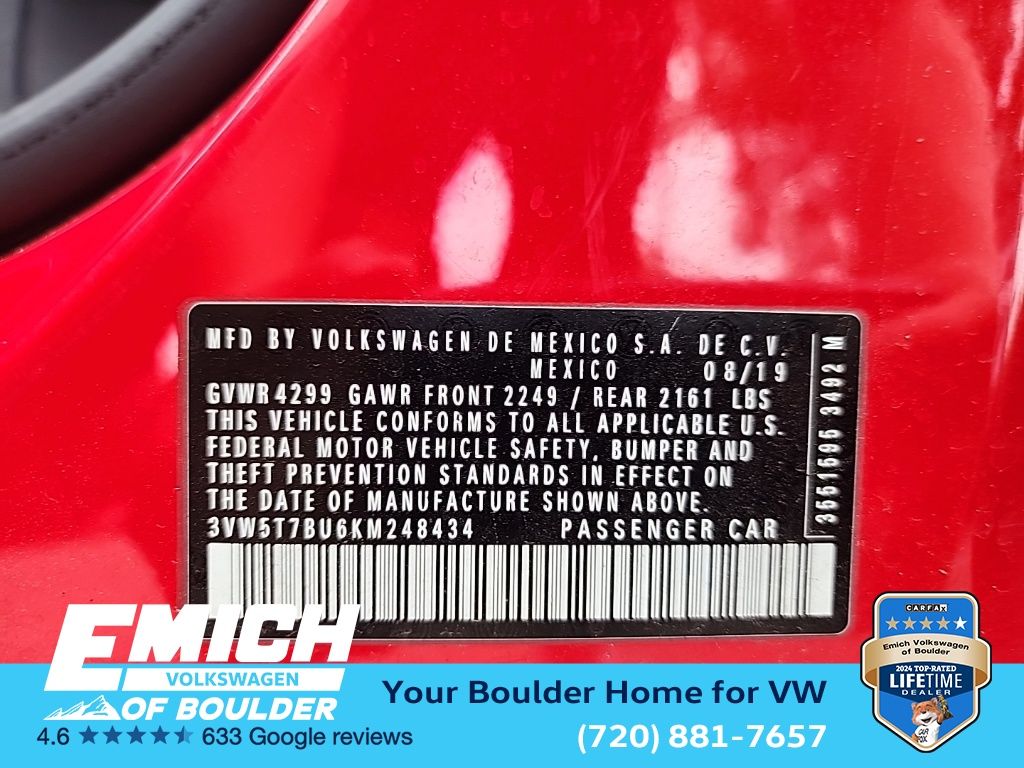 MFD BY VOLKSWAGEN DE MEXICO S.A. DE C.V.
MEXICO 08/19
GVWR 4299 GAWR FRONT 2249 / REAR 2161 LBS
THIS VEHICLE CONFORMS TO ALL APPLICABLE U.S.
FEDERAL MOTOR VEHICLE SAFETY, BUMPER AND
THEFT PREVENTION STANDARDS IN EFFECT ON
THE DATE OF MANUFACTURE SHOWN ABOVE.
3VW5T7BU6KM248434 PASSENGER CAR
3551595 3492 M
EMICH
VOLKSWAGEN
OF BOULDER
4.6 ★★★★⯨ 633 Google reviews
Your Boulder Home for VW
(720) 881-7657
CARFAX
Emich Volkswagen
of Boulder
2024 TOP-RATED
LIFETIME
DEALER
CAR
FOX